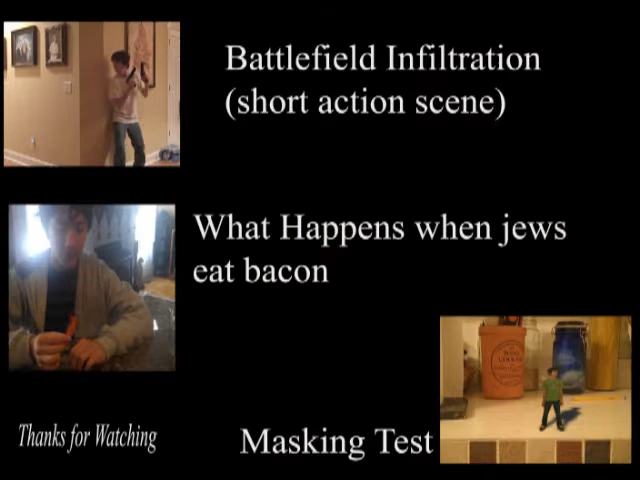 Battlefield Infiltration
(short action scene)
What Happens when jews
eat bacon
Thanks for Watching
Masking Test